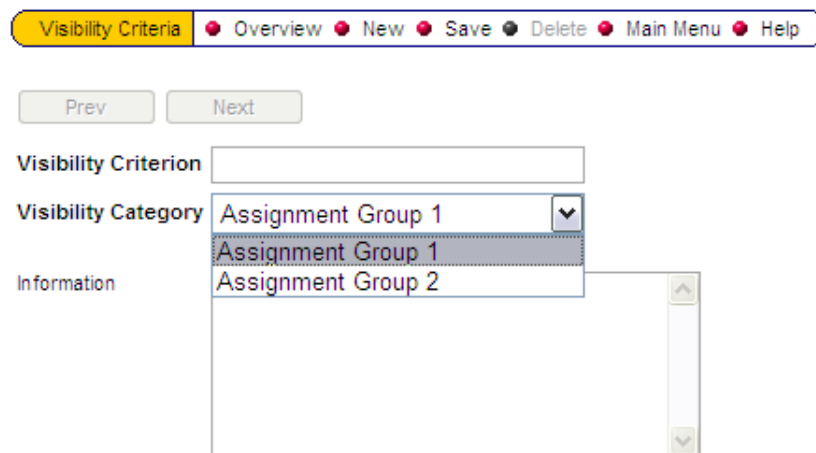 Visibility Criteria Overview New Save Delete Main Menu Help
Prev Next
Visibility Criterion
Visibility Category Assignment Group 1
Assignment Group 1
Assignment Group 2
Information